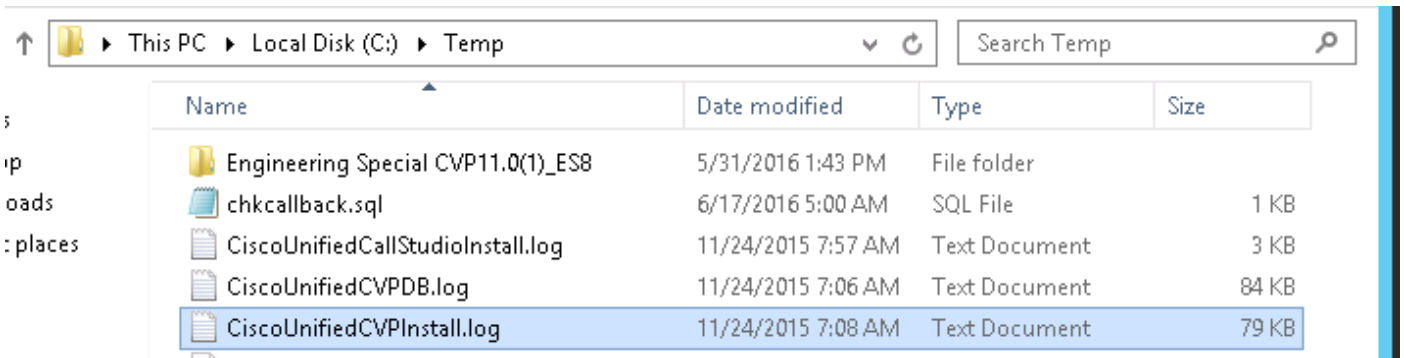 This PC Local Disk (C:) Temp Search Temp
Name Date modified Type Size
s
op
oads
places
Engineering Special CVP11.0(1)_ES8 5/31/2016 1:43 PM File folder
chkcallback.sql 6/17/2016 5:00 AM SQL File 1 KB
CiscoUnifiedCallStudioInstall.log 11/24/2015 7:57 AM Text Document 3 KB
CiscoUnifiedCVPDB.log 11/24/2015 7:06 AM Text Document 84 KB
CiscoUnifiedCVPInstall.log 11/24/2015 7:08 AM Text Document 79 KB